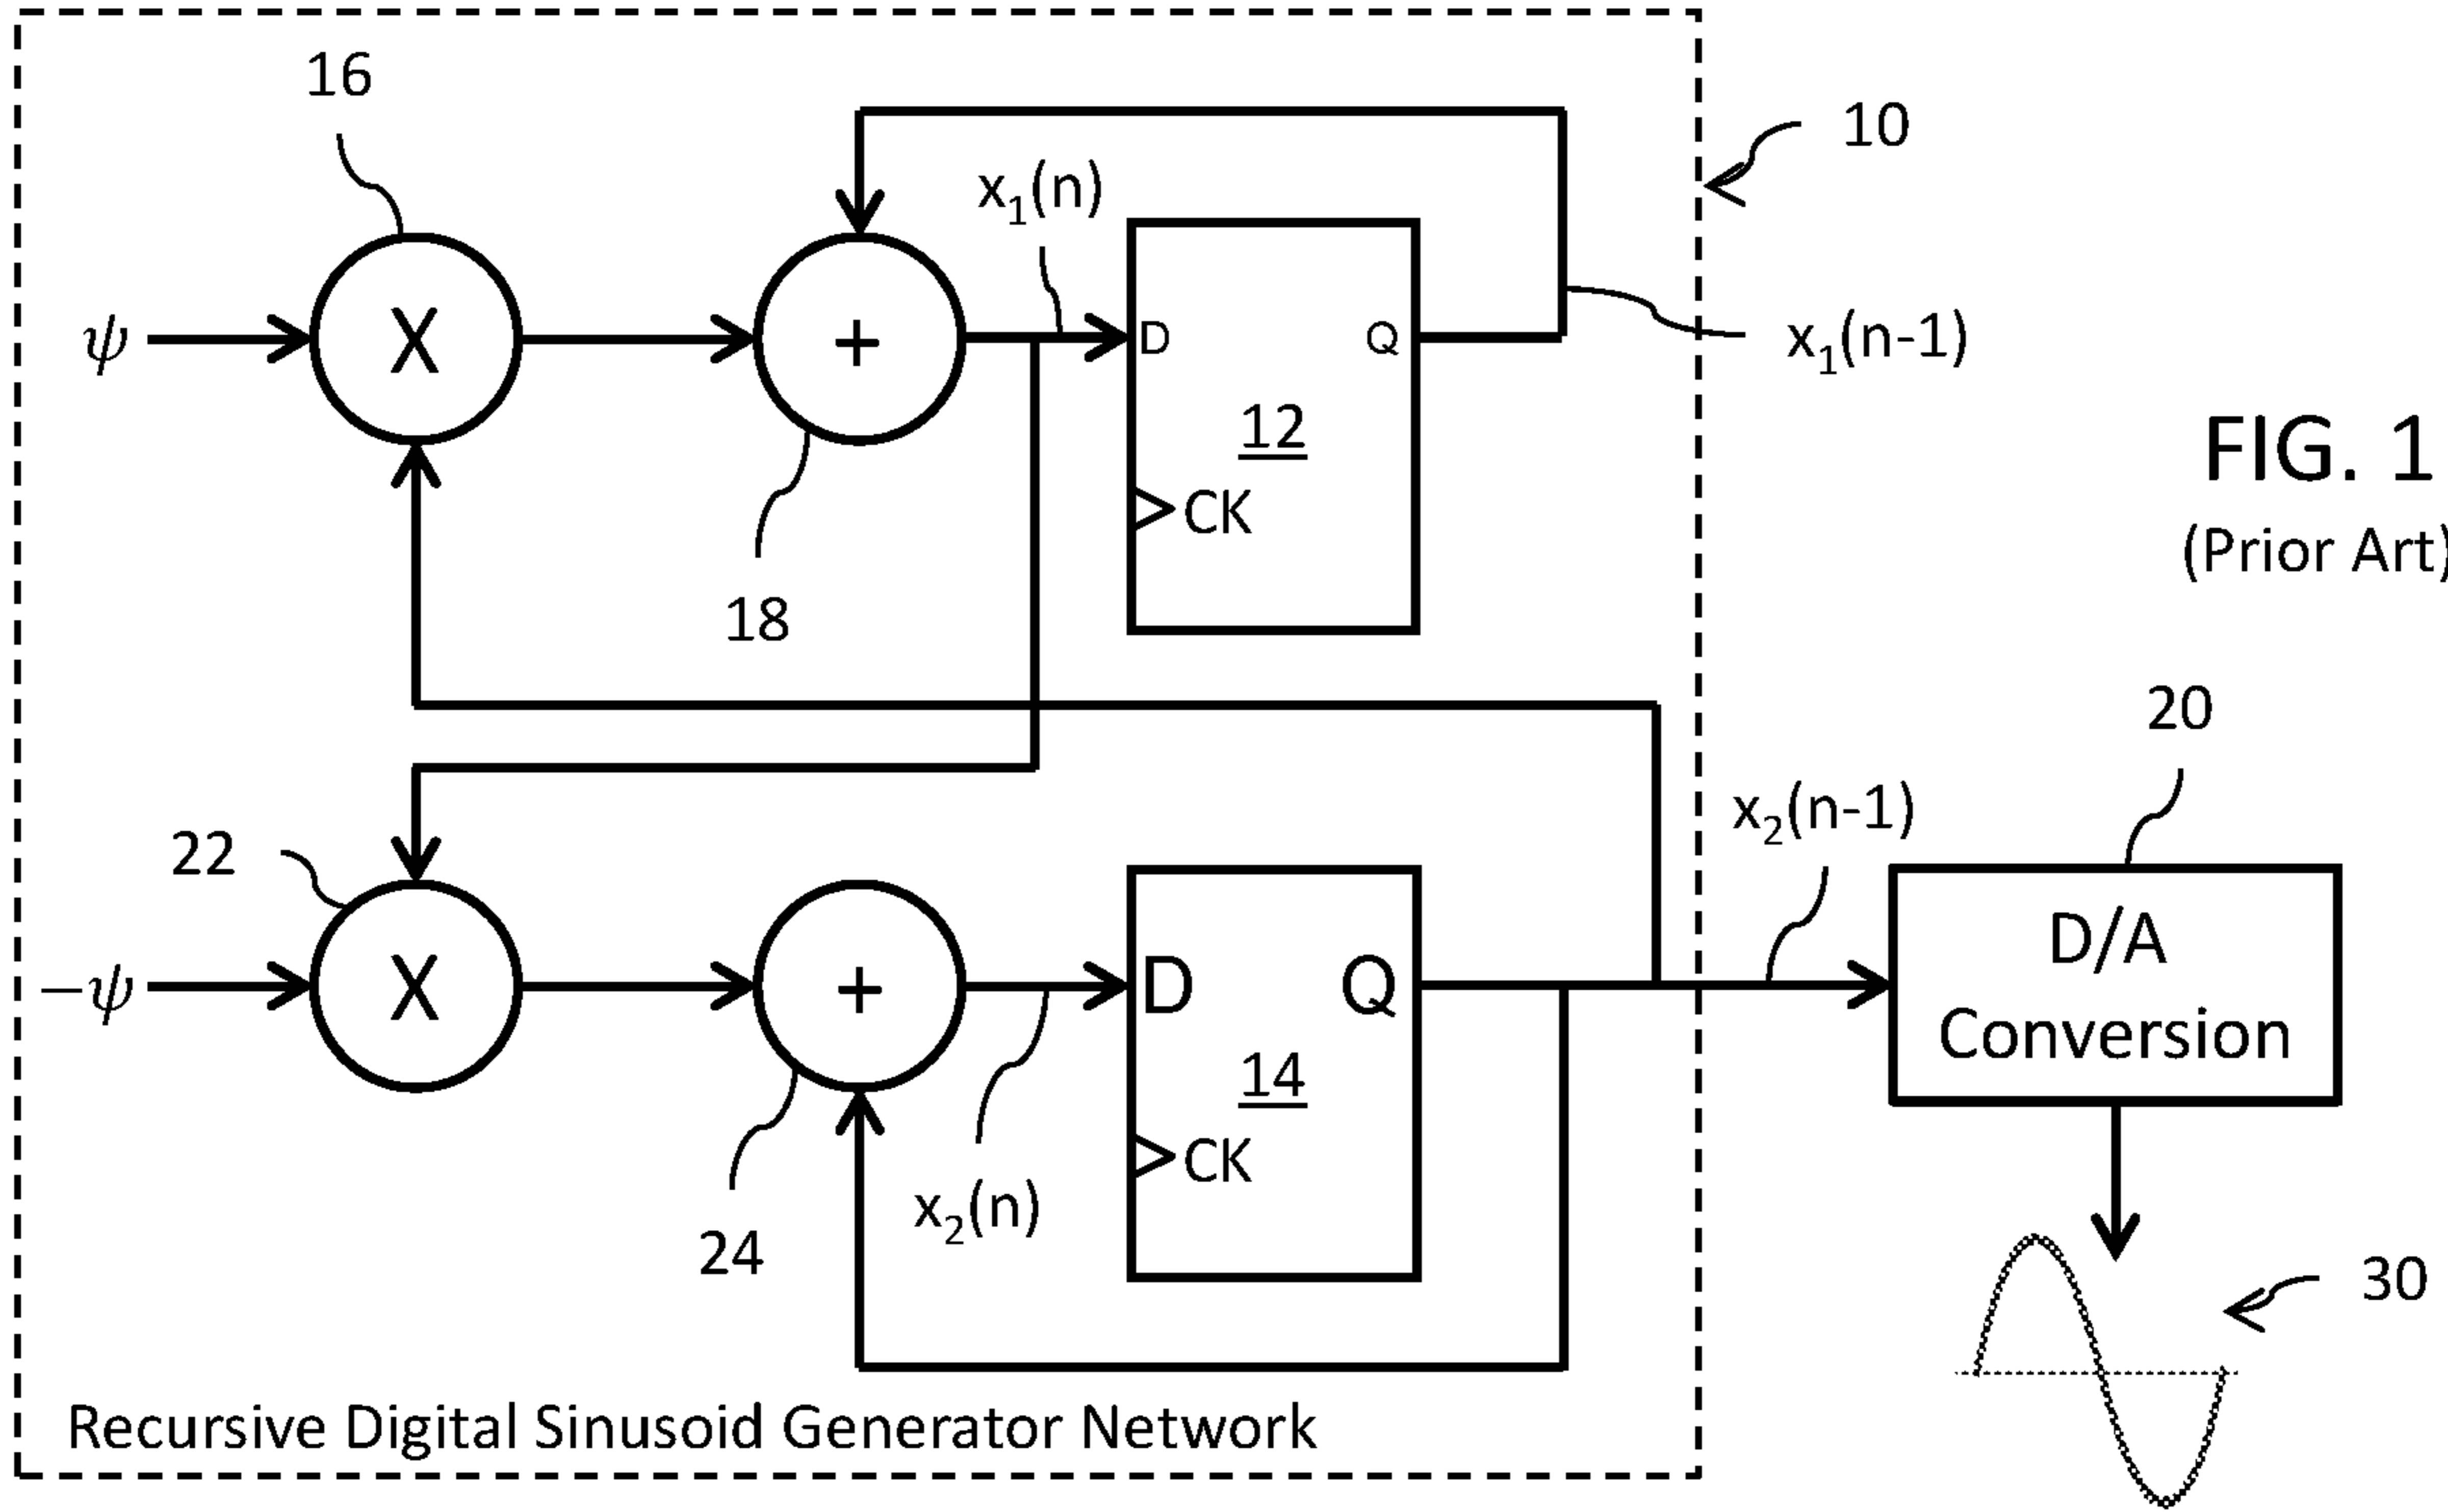 16
10
x₁(n)
ψ
X
+
D
Q
x₁(n-1)
12
CK
FIG. 1
(Prior Art)
18
20
22
x₂(n-1)
−ψ
X
+
D
Q
D/A
Conversion
14
CK
x₂(n)
24
30
Recursive Digital Sinusoid Generator Network